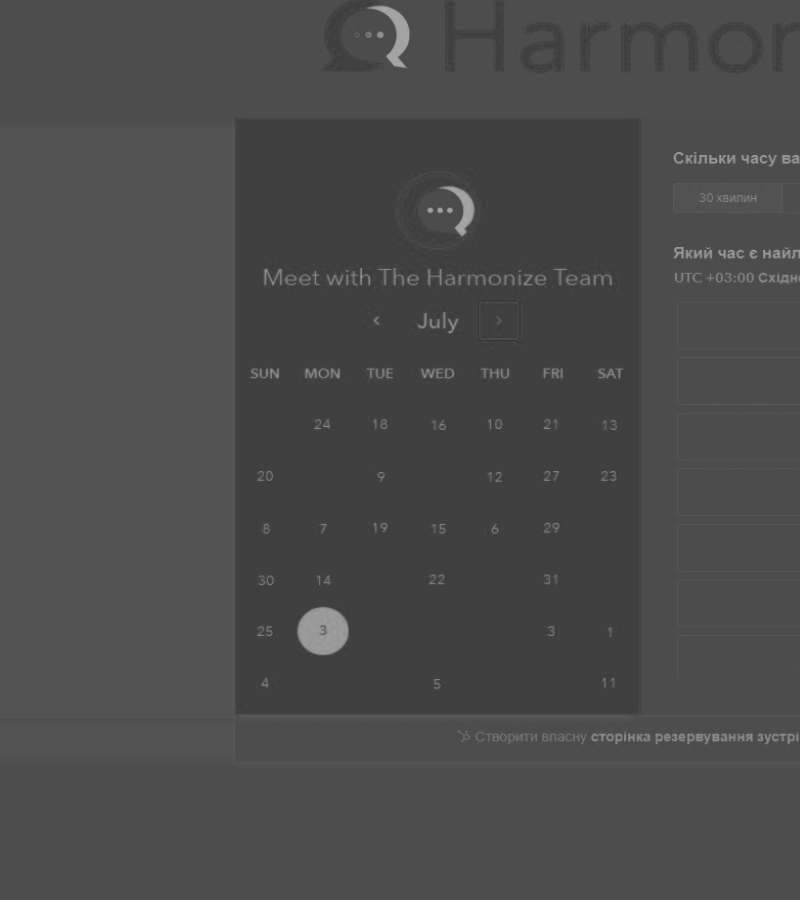 Harmon
Meet with The Harmonize Team
July
SUN MON TUE WED THU FRI SAT
24 18 16 10 21 13
20 9 12 27 23
8 7 19 15 6 29
30 14 22 31
25 3 3 1
4 5 11
Скільки часу ва
30 хвилин
Який час є найл
UTC +03:00 Східно
Створити власну сторінка резервування зустрі